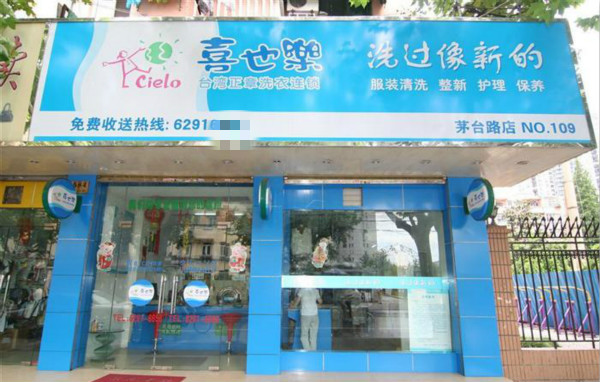 卖
Cielo
喜也樂
台湾正章洗衣连锁
洗过像新的
服装清洗 整新 护理 保养
免费收送热线: 6291
茅台路店 NO.109